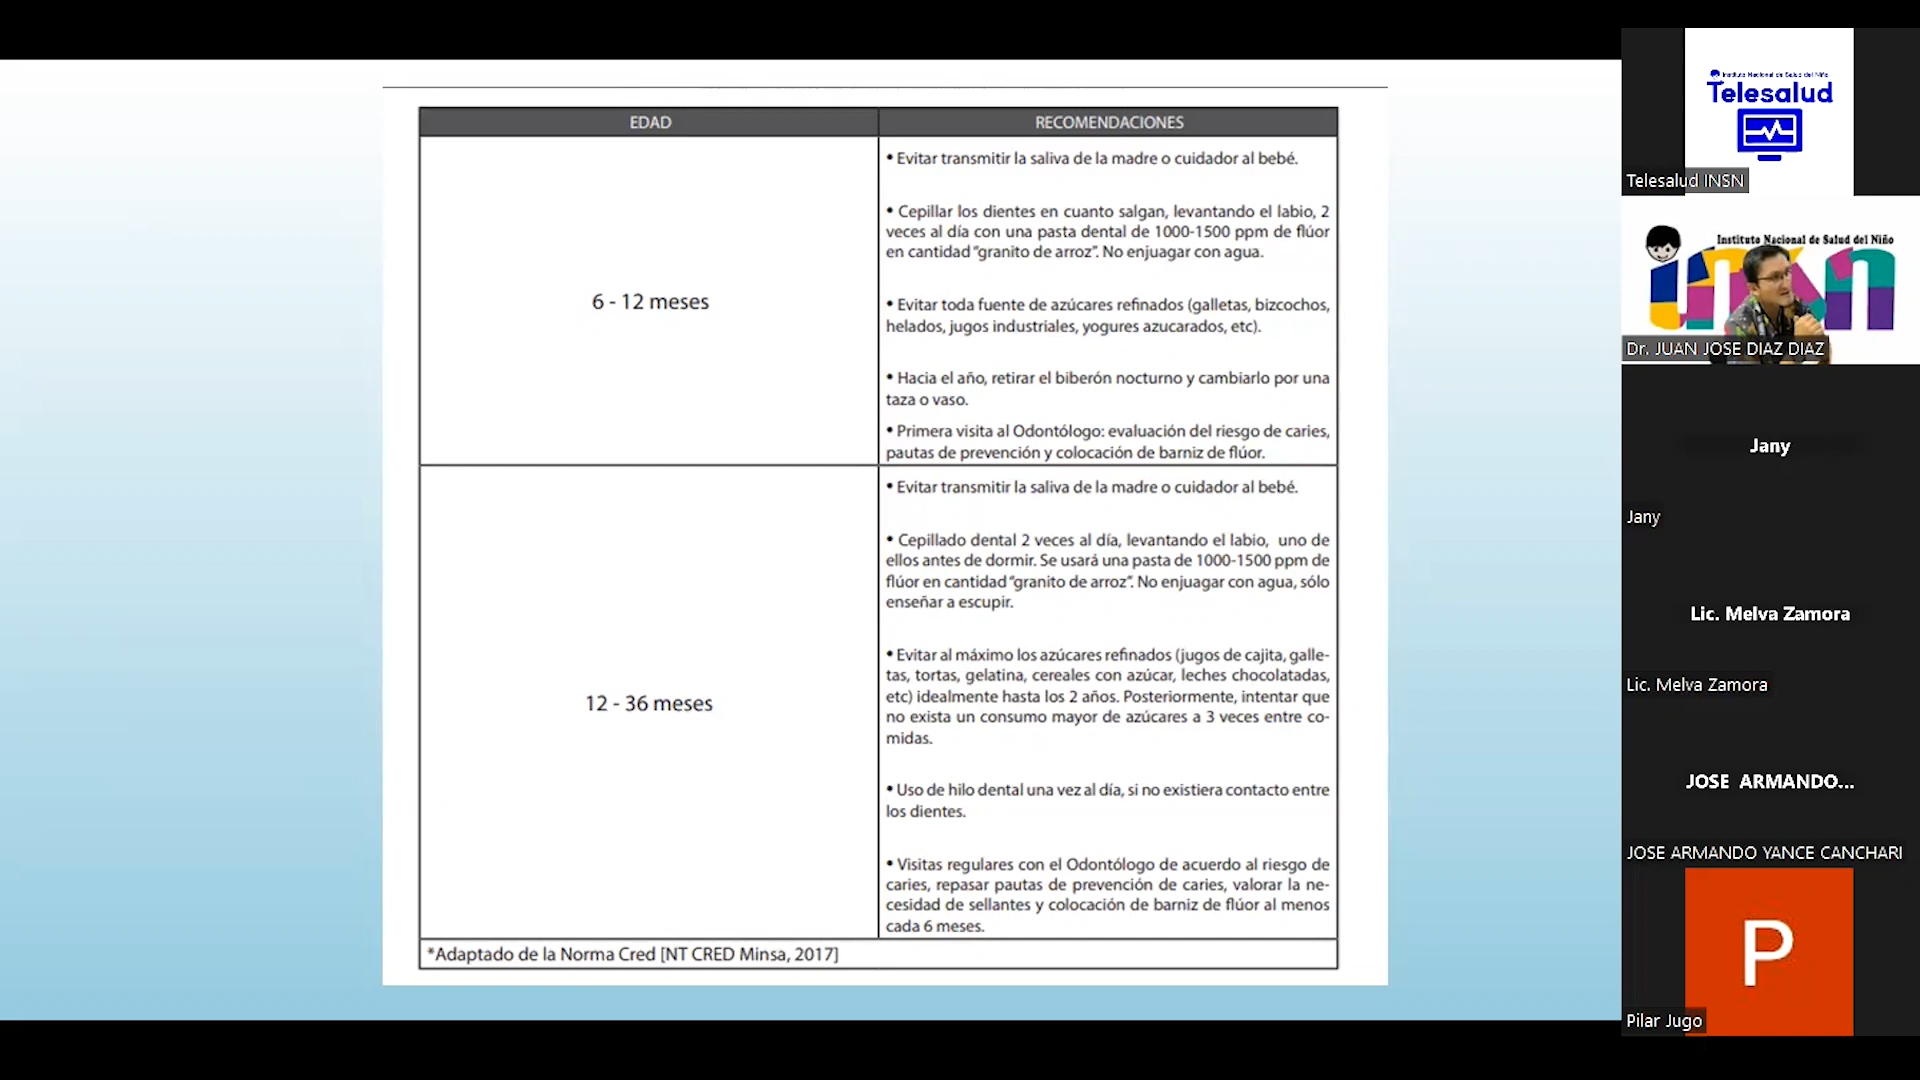 EDAD
RECOMENDACIONES
6 - 12 meses
• Evitar transmitir la saliva de la madre o cuidador al bebé.
• Cepillar los dientes en cuanto salgan, levantando el labio, 2
veces al día con una pasta dental de 1000-1500 ppm de flúor
en cantidad “granito de arroz”. No enjuagar con agua.
• Evitar toda fuente de azúcares refinados (galletas, bizcochos,
helados, jugos industriales, yogures azucarados, etc).
• Hacia el año, retirar el biberón nocturno y cambiarlo por una
taza o vaso.
• Primera visita al Odontólogo: evaluación del riesgo de caries,
pautas de prevención y colocación de barniz de flúor.
12 - 36 meses
• Evitar transmitir la saliva de la madre o cuidador al bebé.
• Cepillado dental 2 veces al día, levantando el labio, uno de
ellos antes de dormir. Se usará una pasta de 1000-1500 ppm de
flúor en cantidad “granito de arroz”. No enjuagar con agua, sólo
enseñar a escupir.
• Evitar al máximo los azúcares refinados (jugos de cajita, galle-
tas, tortas, gelatina, cereales con azúcar, leches chocolatadas,
etc) idealmente hasta los 2 años. Posteriormente, intentar que
no exista un consumo mayor de azúcares a 3 veces entre co-
midas.
• Uso de hilo dental una vez al día, si no existiera contacto entre
los dientes.
• Visitas regulares con el Odontólogo de acuerdo al riesgo de
caries, repasar pautas de prevención de caries, valorar la ne-
cesidad de sellantes y colocación de barniz de flúor al menos
cada 6 meses.
*Adaptado de la Norma Cred [NT CRED Minsa, 2017]
Instituto Nacional de Salud del Niño
Telesalud
Telesalud INSN
Instituto Nacional de Salud del Niño
insn
Dr. JUAN JOSE DIAZ DIAZ
Jany
Jany
Lic. Melva Zamora
Lic. Melva Zamora
JOSE ARMANDO...
JOSE ARMANDO YANCE CANCHARI
P
Pilar Jugo